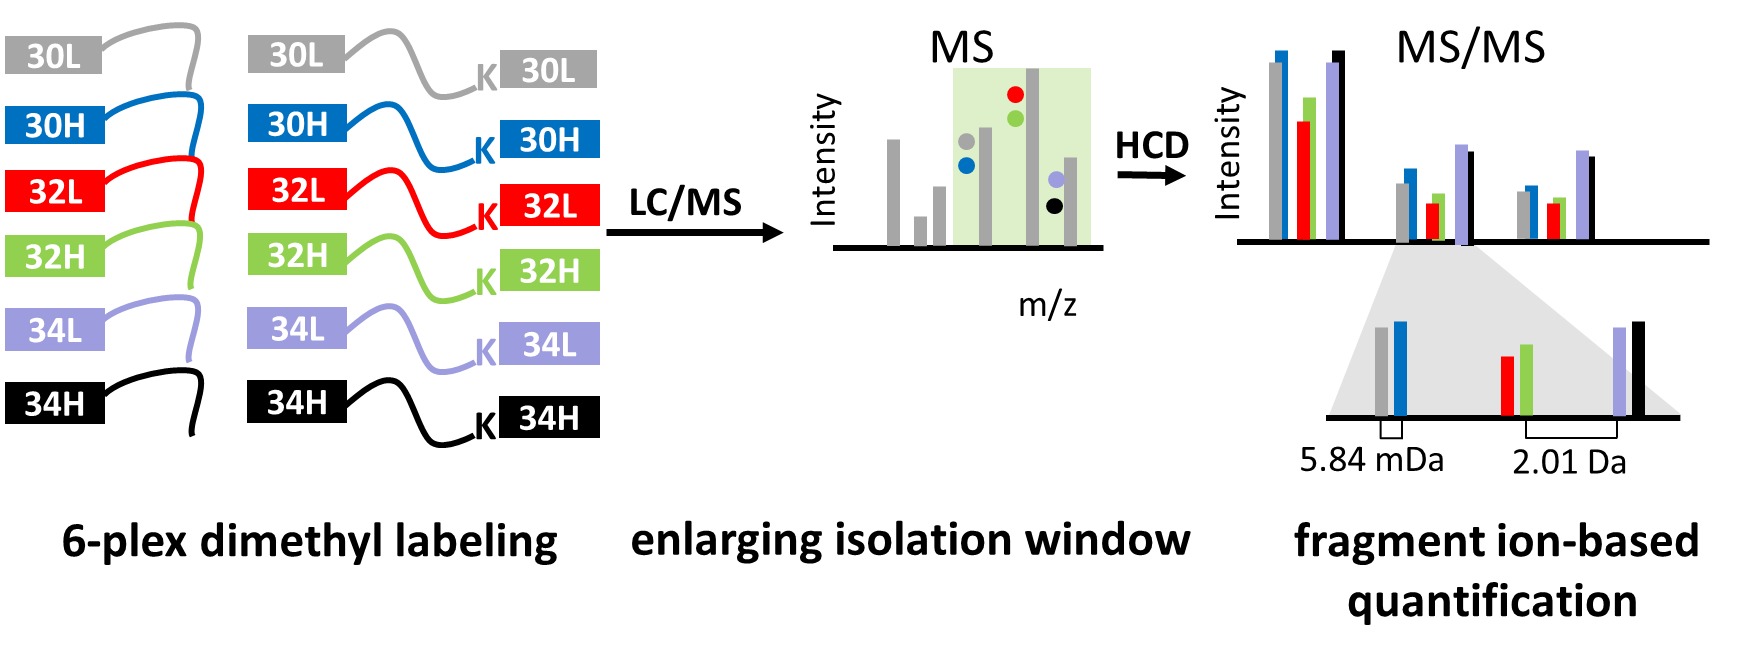 30L
30H
32L
32H
34L
34H
30L K 30L
30H K 30H
32L K 32L
32H K 32H
34L K 34L
34H K 34H
LC/MS
MS
Intensity
m/z
HCD
MS/MS
Intensity
5.84 mDa
2.01 Da
6-plex dimethyl labeling
enlarging isolation window
fragment ion-based
quantification